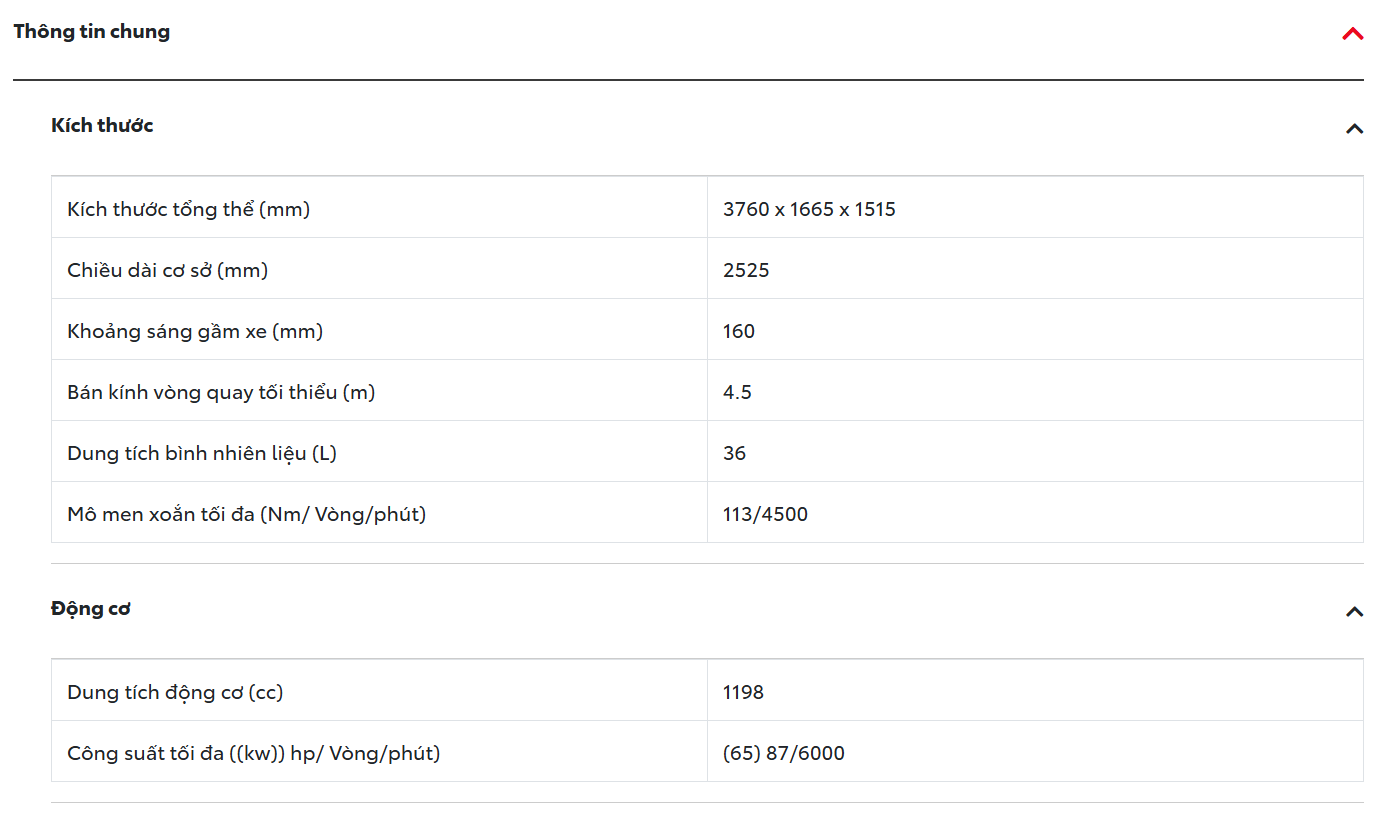 Thông tin chung
Kích thước
Kích thước tổng thể (mm) 3760 x 1665 x 1515
Chiều dài cơ sở (mm) 2525
Khoảng sáng gầm xe (mm) 160
Bán kính vòng quay tối thiểu (m) 4.5
Dung tích bình nhiên liệu (L) 36
Mô men xoắn tối đa (Nm/ Vòng/phút) 113/4500
Động cơ
Dung tích động cơ (cc) 1198
Công suất tối đa ((kw)) hp/ Vòng/phút) (65) 87/6000